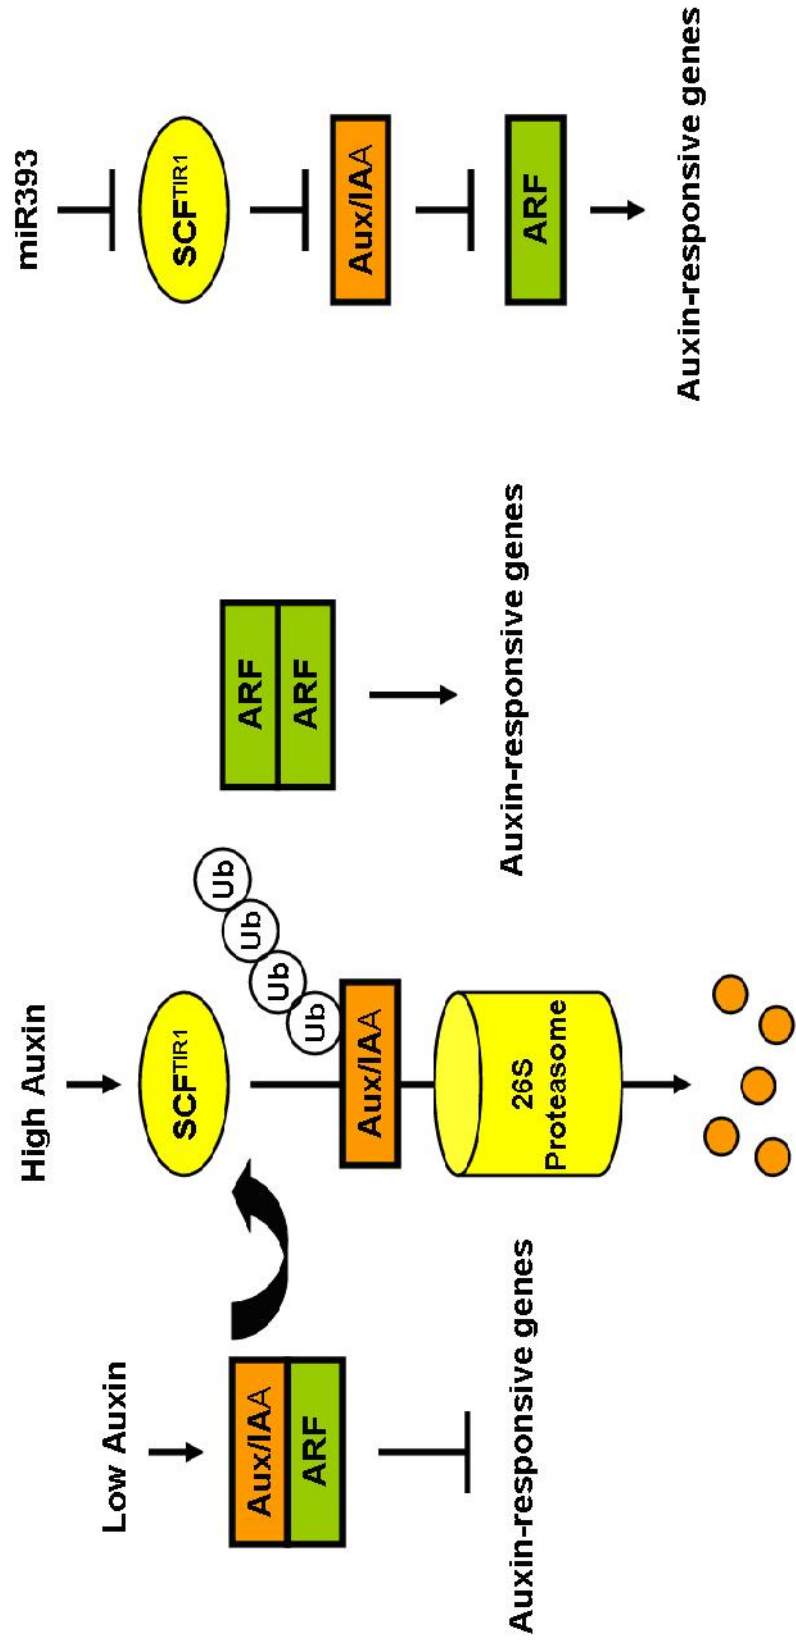 Low Auxin
Aux/IAA
ARF
Auxin-responsive genes
High Auxin
SCFTIR1
Ub
Ub
Ub
Ub
Aux/IAA
26S
Proteasome
ARF
ARF
Auxin-responsive genes
miR393
SCFTIR1
Aux/IAA
ARF
Auxin-responsive genes